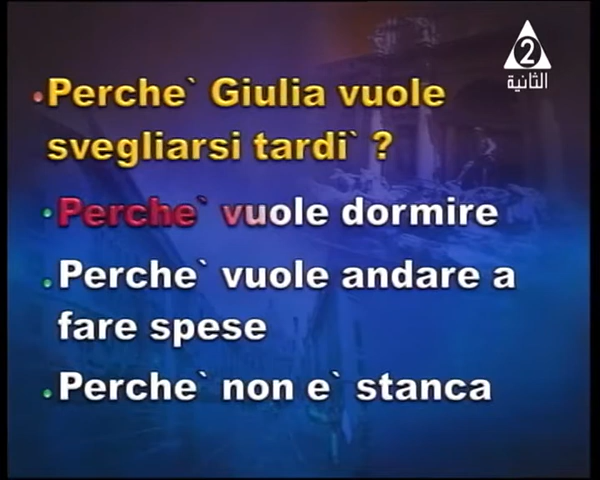 2
الثانية
•Perche` Giulia vuole
svegliarsi tardi` ?
•Perche` vuole dormire
•Perche` vuole andare a
fare spese
•Perche` non e` stanca